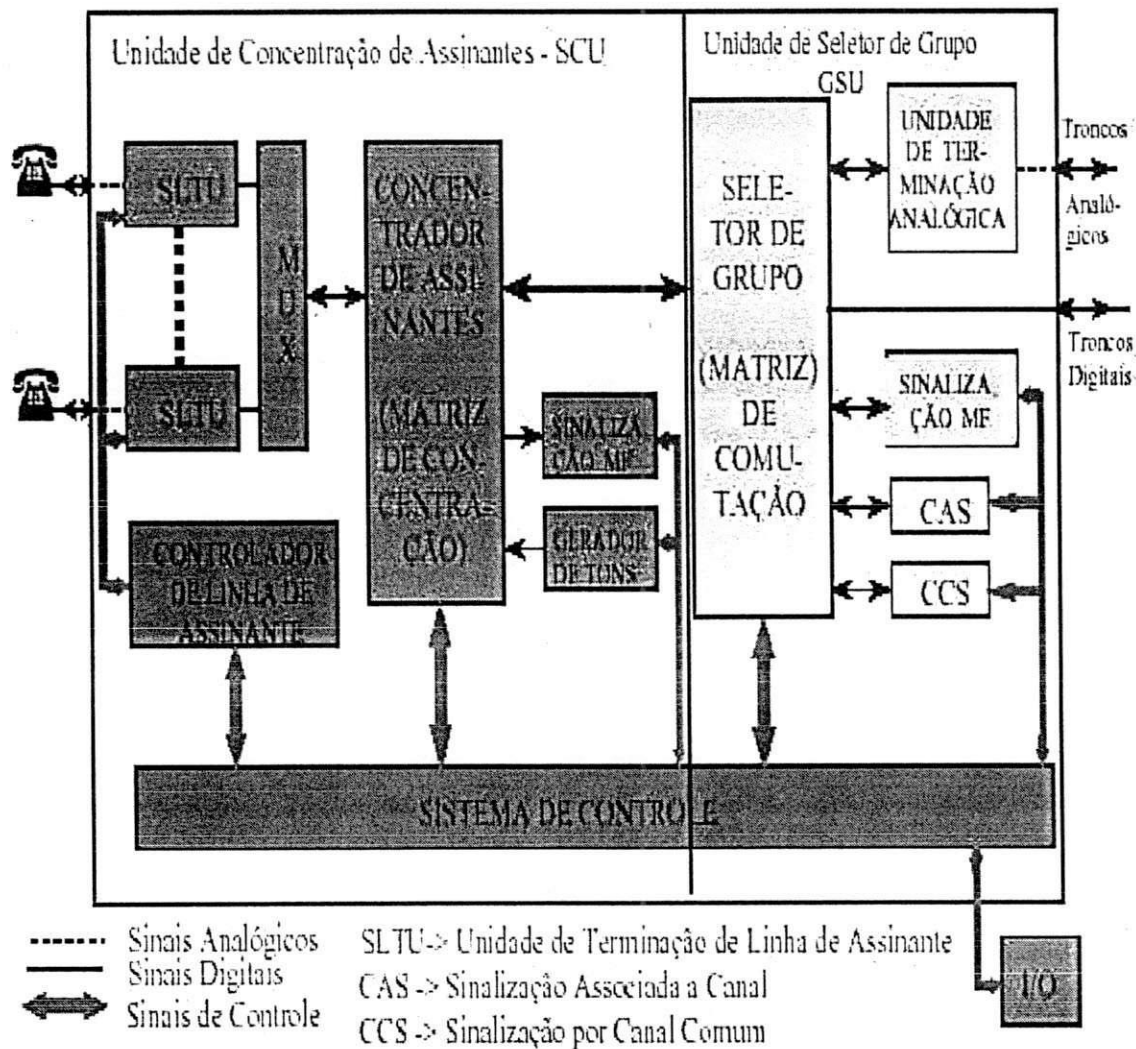 Unidade de Concentração de Assinantes - SCU
Unidade de Seletor de Grupo
GSU
SLTU
SLTU
M
U
X
CONCEN-
TRADOR
DE ASSI-
NANTES
(MATRIZ
DE CON-
CENTRA-
ÇÃO)
SINALIZA
ÇÃO MF
GERADOR
DE TONS
CONTROLADOR
DE LINHA DE
ASSINANTE
SELE-
TOR DE
GRUPO
(MATRIZ)
DE
COMU-
TAÇÃO
UNIDADE
DE TER-
MINAÇÃO
ANALÓGICA
Troncos
Analó-
gicos
Troncos
Digitais
SINALIZA
ÇÃO MF
CAS
CCS
SISTEMA DE CONTROLE
I/O
Sinais Analógicos
Sinais Digitais
Sinais de Controle
SLTU-> Unidade de Terminação de Linha de Assinante
CAS -> Sinalização Associada a Canal
CCS -> Sinalização por Canal Comum